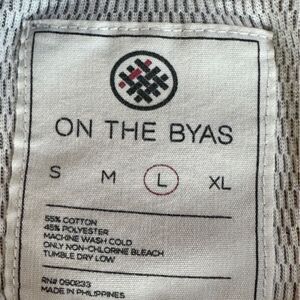 ON THE BYAS
S M L XL
55% COTTON
45% POLYESTER
MACHINE WASH COLD
ONLY NON-CHLORINE BLEACH
TUMBLE DRY LOW
RN# 090233
MADE IN PHILIPPINES